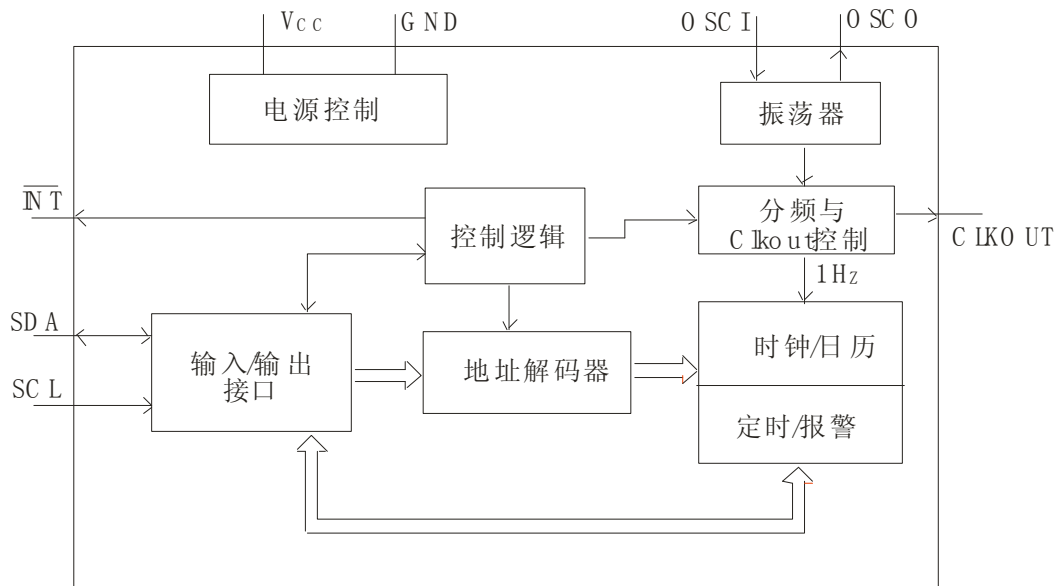 Vcc
GND
OSCI
OSCO
电源控制
振荡器
INT
控制逻辑
分频与
Clkout控制
CLKOUT
1Hz
SDA
输入/输出
接口
地址解码器
时钟/日历
SCL
定时/报警